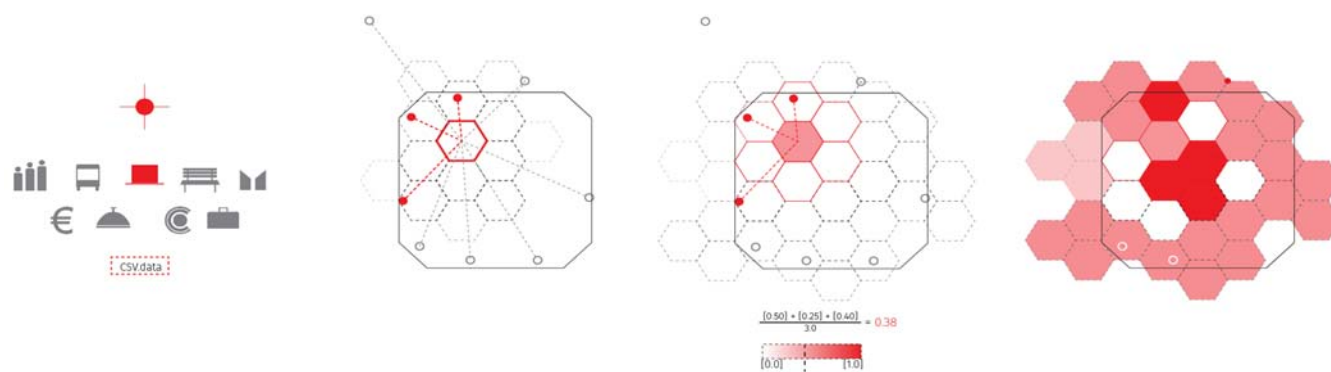 CSV.data
[0.50] + [0.25] + [0.40]
3.0
= 0.38
[0.0] [1.0]